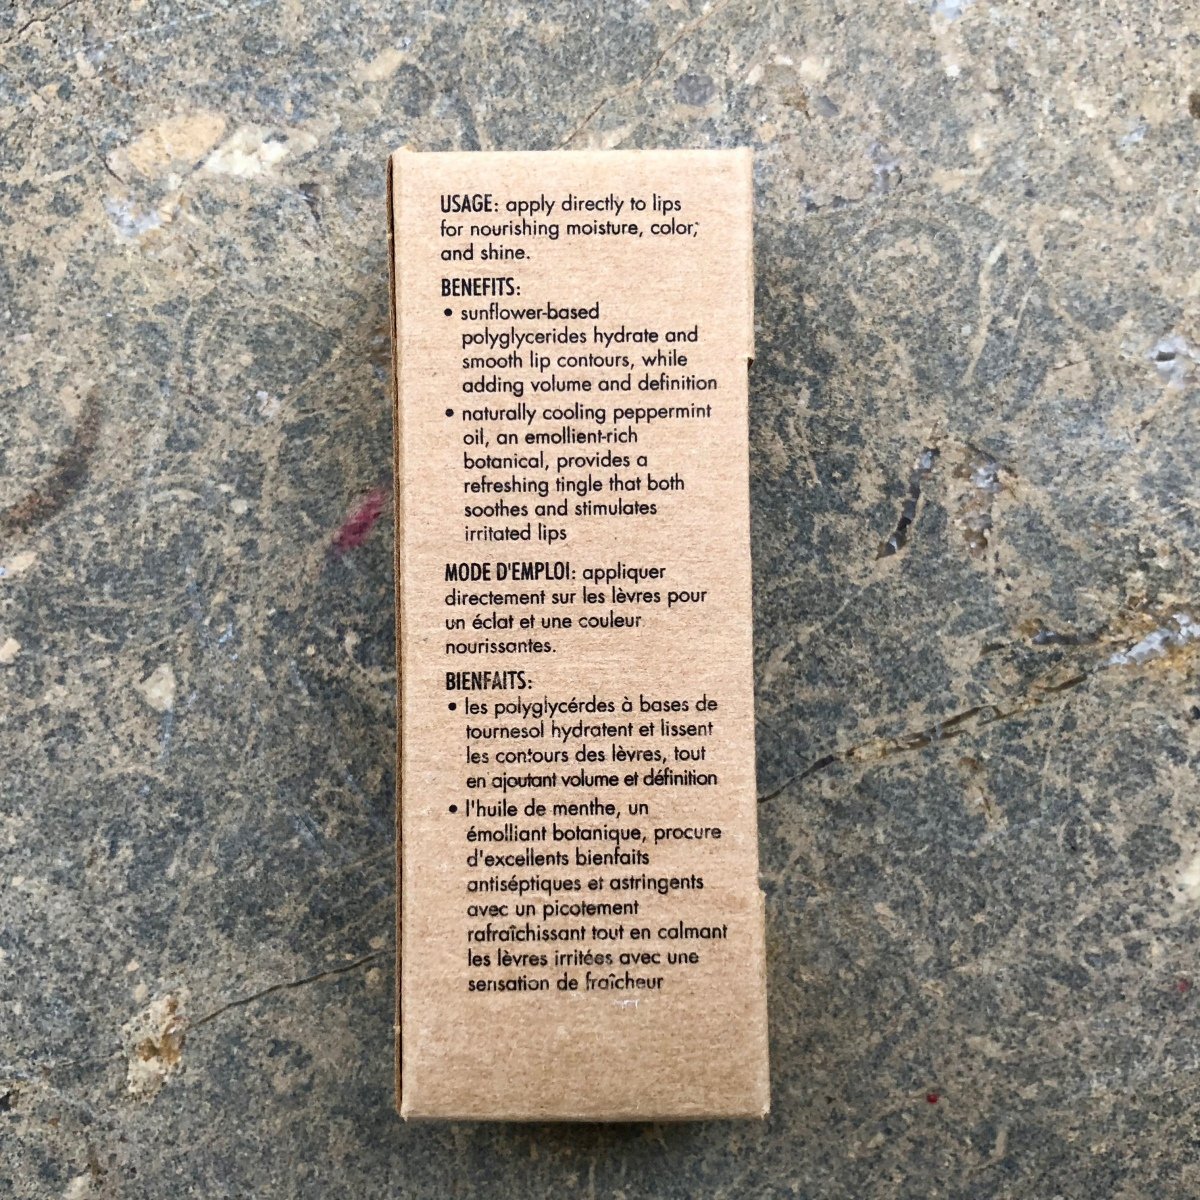 USAGE: apply directly to lips
for nourishing moisture, color,
and shine.
BENEFITS:
• sunflower-based
polyglycerides hydrate and
smooth lip contours, while
adding volume and definition
• naturally cooling peppermint
oil, an emollient-rich
botanical, provides a
refreshing tingle that both
soothes and stimulates
irritated lips
MODE D'EMPLOI: appliquer
directement sur les lèvres pour
un éclat et une couleur
nourissantes.
BIENFAITS:
• les polyglycérdes à bases de
tournesol hydratent et lissent
les contours des lèvres, tout
en ajoutant volume et définition
• l'huile de menthe, un
émolliant botanique, procure
d'excellents bienfaits
antiséptiques et astringents
avec un picotement
rafraîchissant tout en calmant
les lèvres irritées avec une
sensation de fraîcheur